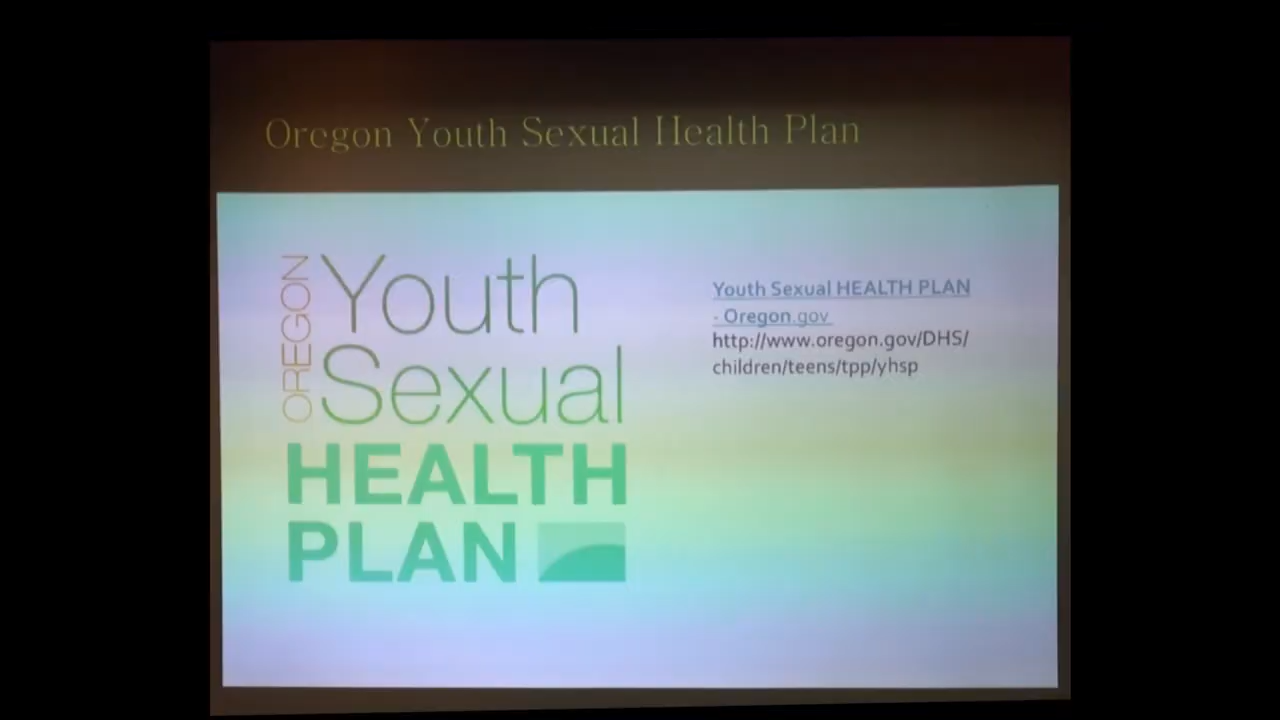 Oregon Youth Sexual Health Plan
OREGON
Youth
Sexual
HEALTH
PLAN
Youth Sexual HEALTH PLAN
- Oregon.gov
http://www.oregon.gov/DHS/
children/teens/tpp/yhsp